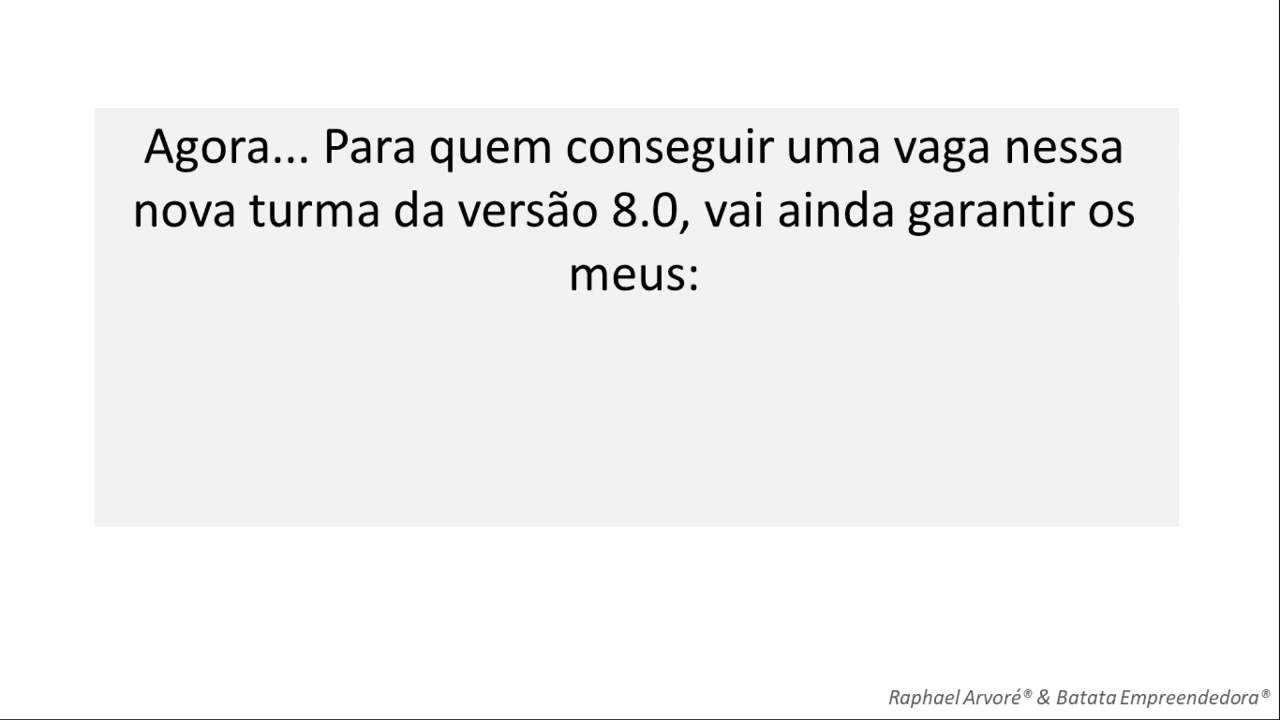 Agora... Para quem conseguir uma vaga nessa
nova turma da versão 8.0, vai ainda garantir os
meus:
Raphael Arvoré® & Batata Empreendedora®